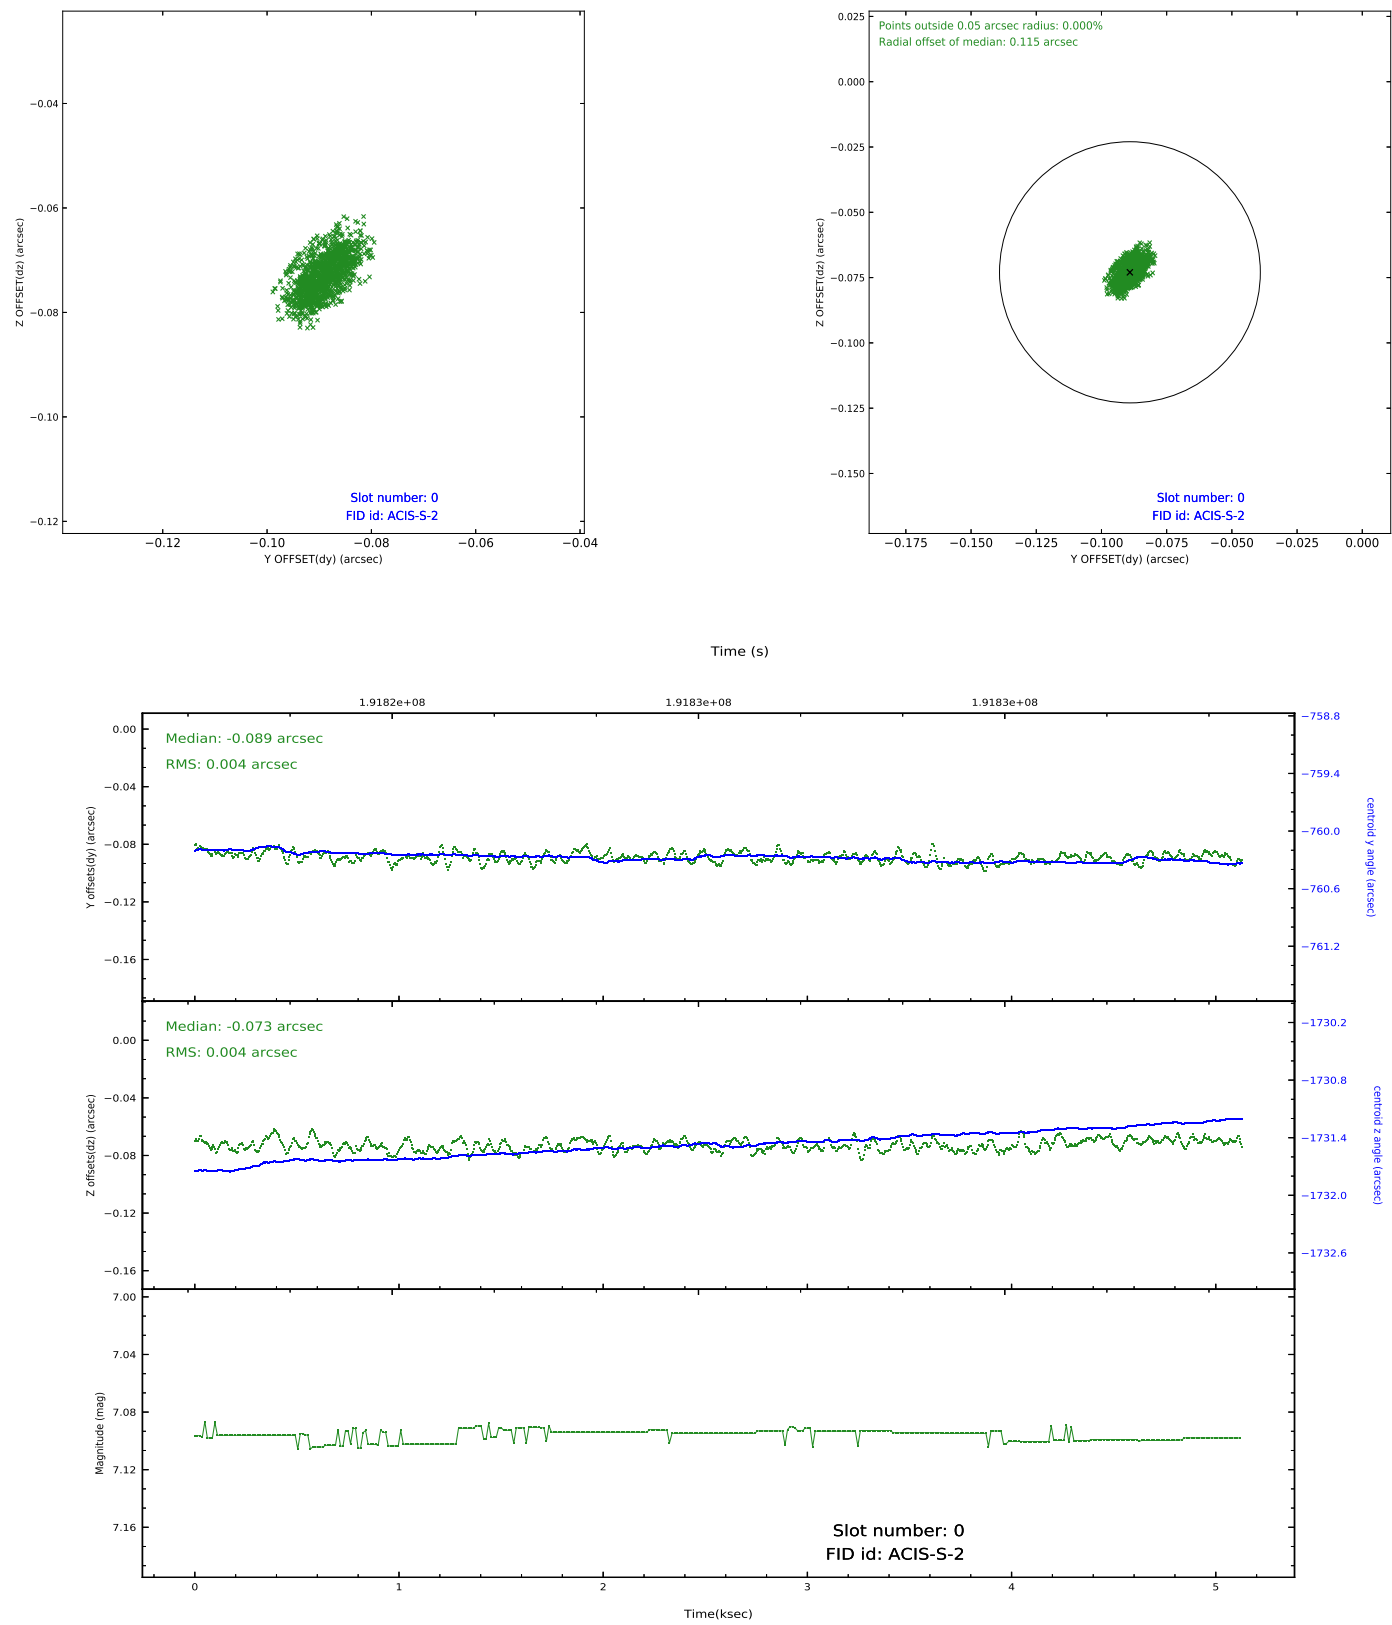 −0.04
−0.06
−0.08
−0.10
−0.12
Z OFFSET(dz) (arcsec)
Slot number: 0
FID id: ACIS-S-2
−0.12
−0.10
−0.08
−0.06
−0.04
Y OFFSET(dy) (arcsec)
Points outside 0.05 arcsec radius: 0.000%
Radial offset of median: 0.115 arcsec
0.025
0.000
−0.025
−0.050
−0.075
−0.100
−0.125
−0.150
Z OFFSET(dz) (arcsec)
Slot number: 0
FID id: ACIS-S-2
−0.175
−0.150
−0.125
−0.100
−0.075
−0.050
−0.025
0.000
Y OFFSET(dy) (arcsec)
Time (s)
1.9182e+08
1.9183e+08
1.9183e+08
Median: -0.089 arcsec
RMS: 0.004 arcsec
0.00
−0.04
−0.08
−0.12
−0.16
Y offsets(dy) (arcsec)
−758.8
−759.4
−760.0
−760.6
−761.2
centroid y angle (arcsec)
Median: -0.073 arcsec
RMS: 0.004 arcsec
0.00
−0.04
−0.08
−0.12
−0.16
Z offsets(dz) (arcsec)
−1730.2
−1730.8
−1731.4
−1732.0
−1732.6
centroid z angle (arcsec)
7.00
7.04
7.08
7.12
7.16
Magnitude (mag)
Slot number: 0
FID id: ACIS-S-2
0
1
2
3
4
5
Time(ksec)